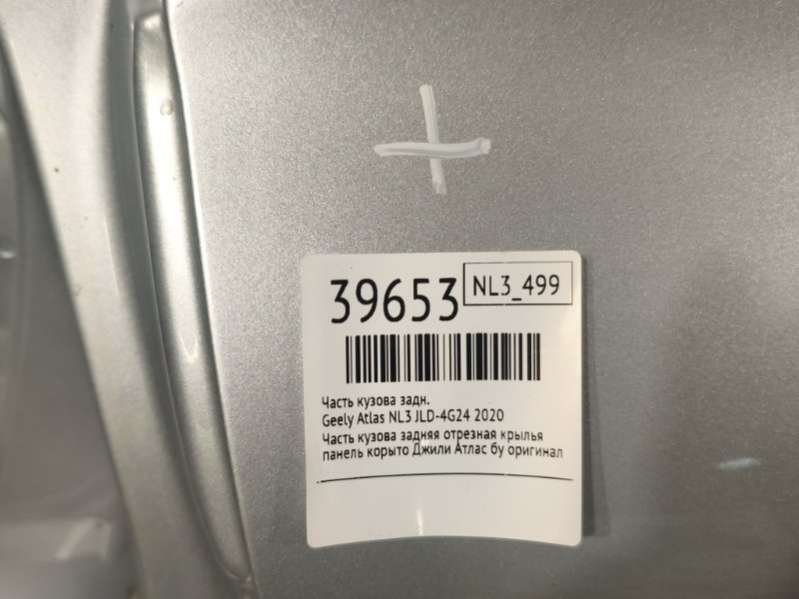 39653 NL3_499
Часть кузова задн.
Geely Atlas NL3 JLD-4G24 2020
Часть кузова задняя отрезная крылья
панель корыто Джили Атлас бу оригинал